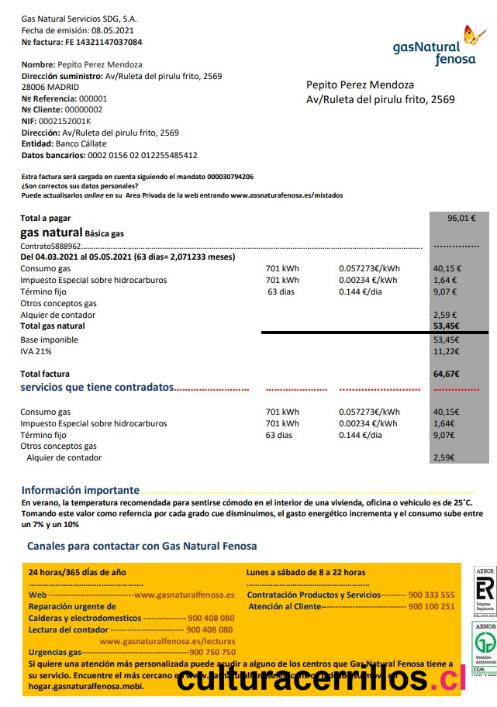 Gas Natural Servicios SDG, S.A.
Fecha de emisión: 08.05.2021
Nº factura: FE 14321147037084
gasNatural
fenosa
Nombre: Pepito Perez Mendoza
Dirección suministro: Av/Ruleta del pirulu frito, 2569
28006 MADRID
Nº Referencia: 000001
Nº Cliente: 00000002
NIF: 0002152001K
Dirección: Av/Ruleta del pirulu frito, 2569
Entidad: Banco Cállate
Datos bancarios: 0002 0156 02 012255485412
Pepito Perez Mendoza
Av/Ruleta del pirulu frito, 2569
Esta factura será cargada en cuenta siguiendo el mandato 000030794206
¿Son correctos sus datos personales?
Puede actualisarlos online en su Area Privada de la web entrando www.gasnaturalfenosa.es/mistados
Total a pagar 96,01 €
gas natural Básica gas
Contrato5888962
Del 04.03.2021 al 05.05.2021 (63 dias= 2,071233 meses)
Consumo gas 701 kWh 0.057273€/kWh 40,15 €
Impuesto Especial sobre hidrocarburos 701 kWh 0.00234 €/kWh 1,64 €
Término fijo 63 dias 0.144 €/dia 9,07 €
Otros conceptos gas
Alquier de contador 2,59 €
Total gas natural 53,45€
Base imponible 53,45€
IVA 21% 11,22€
Total factura 64,67€
servicios que tiene contradatos
Consumo gas 701 kWh 0.057273€/kWh 40,15€
Impuesto Especial sobre hidrocarburos 701 kWh 0.00234 €/kWh 1,64€
Término fijo 63 dias 0.144 €/dia 9,07€
Otros conceptos gas
Alquier de contador 2,59€
Información importante
En verano, la temperatura recomendada para sentirse cómodo en el interior de una vivienda, oficina o vehiculo es de 25˚C.
Tomando este valor como referncia por cada grado cue disminuimos, el gasto energético incrementa y el consumo sube entre
un 7% y un 10%
Canales para contactar con Gas Natural Fenosa
24 horas/365 días de año
Web www.gasnaturalfenosa.es
Reparación urgente de
Calderas y electrodomesticos 900 408 080
Lectura del contador 900 408 080
www.gasnaturalfenosa.es/lecturas
Urgencias gas 900 750 750
Lunes a sábado de 8 a 22 horas
Contratación Productos y Servicios 900 333 555
Atención al Cliente 900 100 251
Si quiere una atención más personalizada puede acudir a alguno de los centros que Gas Natural Fenosa tiene a
su servicio. Encuentre el más cercano
hogar.gasnaturalfenosa.mobi.
AENOR
ER
Empresa
Registrada
AENOR
Gestión
Ambiental
culturacerrillos.cl